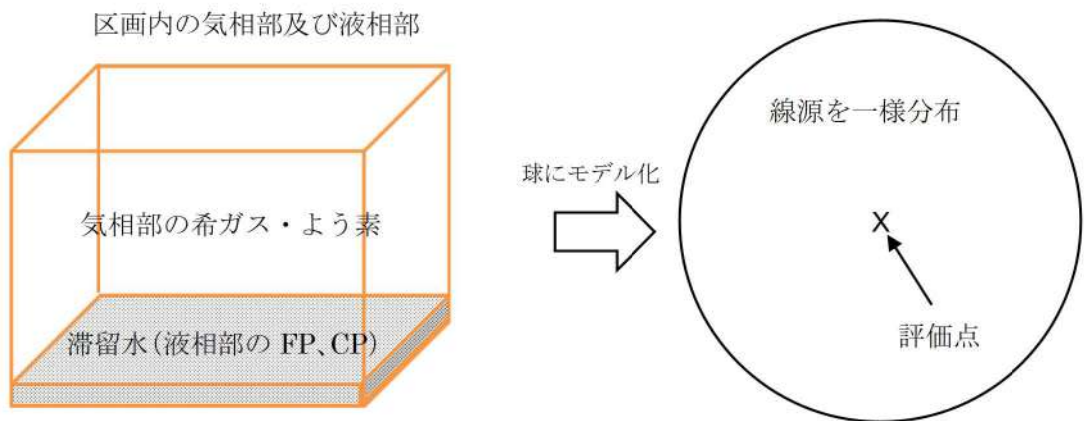 区画内の気相部及び液相部
気相部の希ガス・よう素
滞留水(液相部の FP、CP)
球にモデル化
線源を一様分布
X
評価点